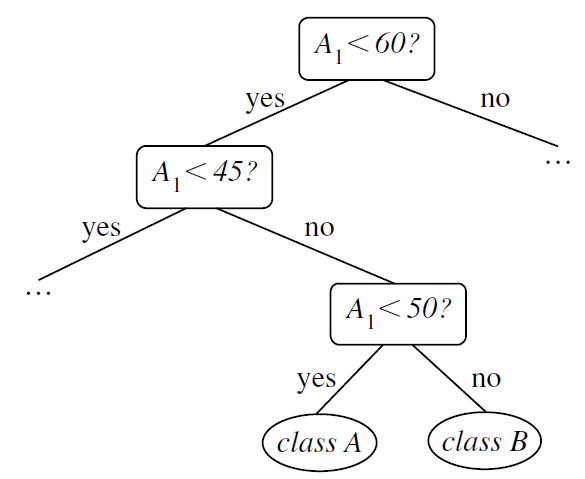 A₁ < 60?
yes
no
A₁ < 45?
...
yes
no
...
A₁ < 50?
yes
no
class A
class B